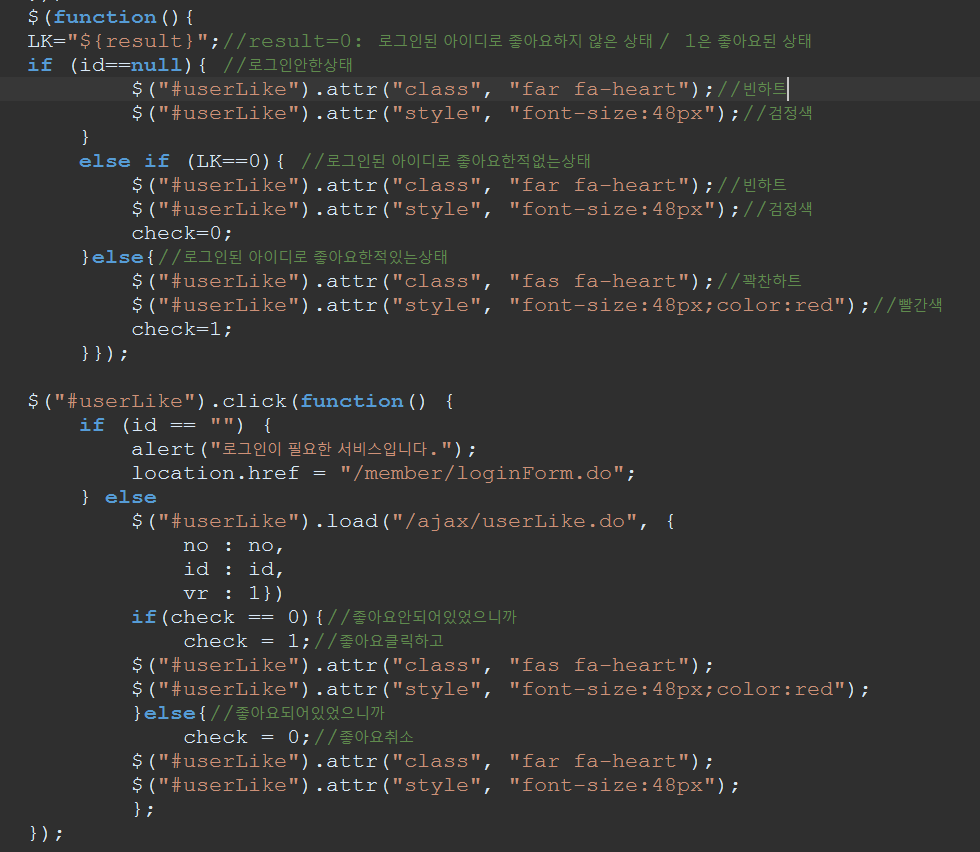 $(function(){
LK="${result}";//result=0: 로그인된 아이디로 좋아요하지 않은 상태 / 1은 좋아요된 상태
if (id==null){ //로그인안한상태
$("#userLike").attr("class", "far fa-heart");//빈하트
$("#userLike").attr("style", "font-size:48px");//검정색
}
else if (LK==0){ //로그인된 아이디로 좋아요한적없는상태
$("#userLike").attr("class", "far fa-heart");//빈하트
$("#userLike").attr("style", "font-size:48px");//검정색
check=0;
}else{//로그인된 아이디로 좋아요한적있는상태
$("#userLike").attr("class", "fas fa-heart");//꽉찬하트
$("#userLike").attr("style", "font-size:48px;color:red");//빨간색
check=1;
}});
$("#userLike").click(function() {
if (id == "") {
alert("로그인이 필요한 서비스입니다.");
location.href = "/member/loginForm.do";
} else
$("#userLike").load("/ajax/userLike.do", {
no : no,
id : id,
vr : 1})
if(check == 0){//좋아요안되어있었으니까
check = 1;//좋아요클릭하고
$("#userLike").attr("class", "fas fa-heart");
$("#userLike").attr("style", "font-size:48px;color:red");
}else{//좋아요되어있었으니까
check = 0;//좋아요취소
$("#userLike").attr("class", "far fa-heart");
$("#userLike").attr("style", "font-size:48px");
};
});